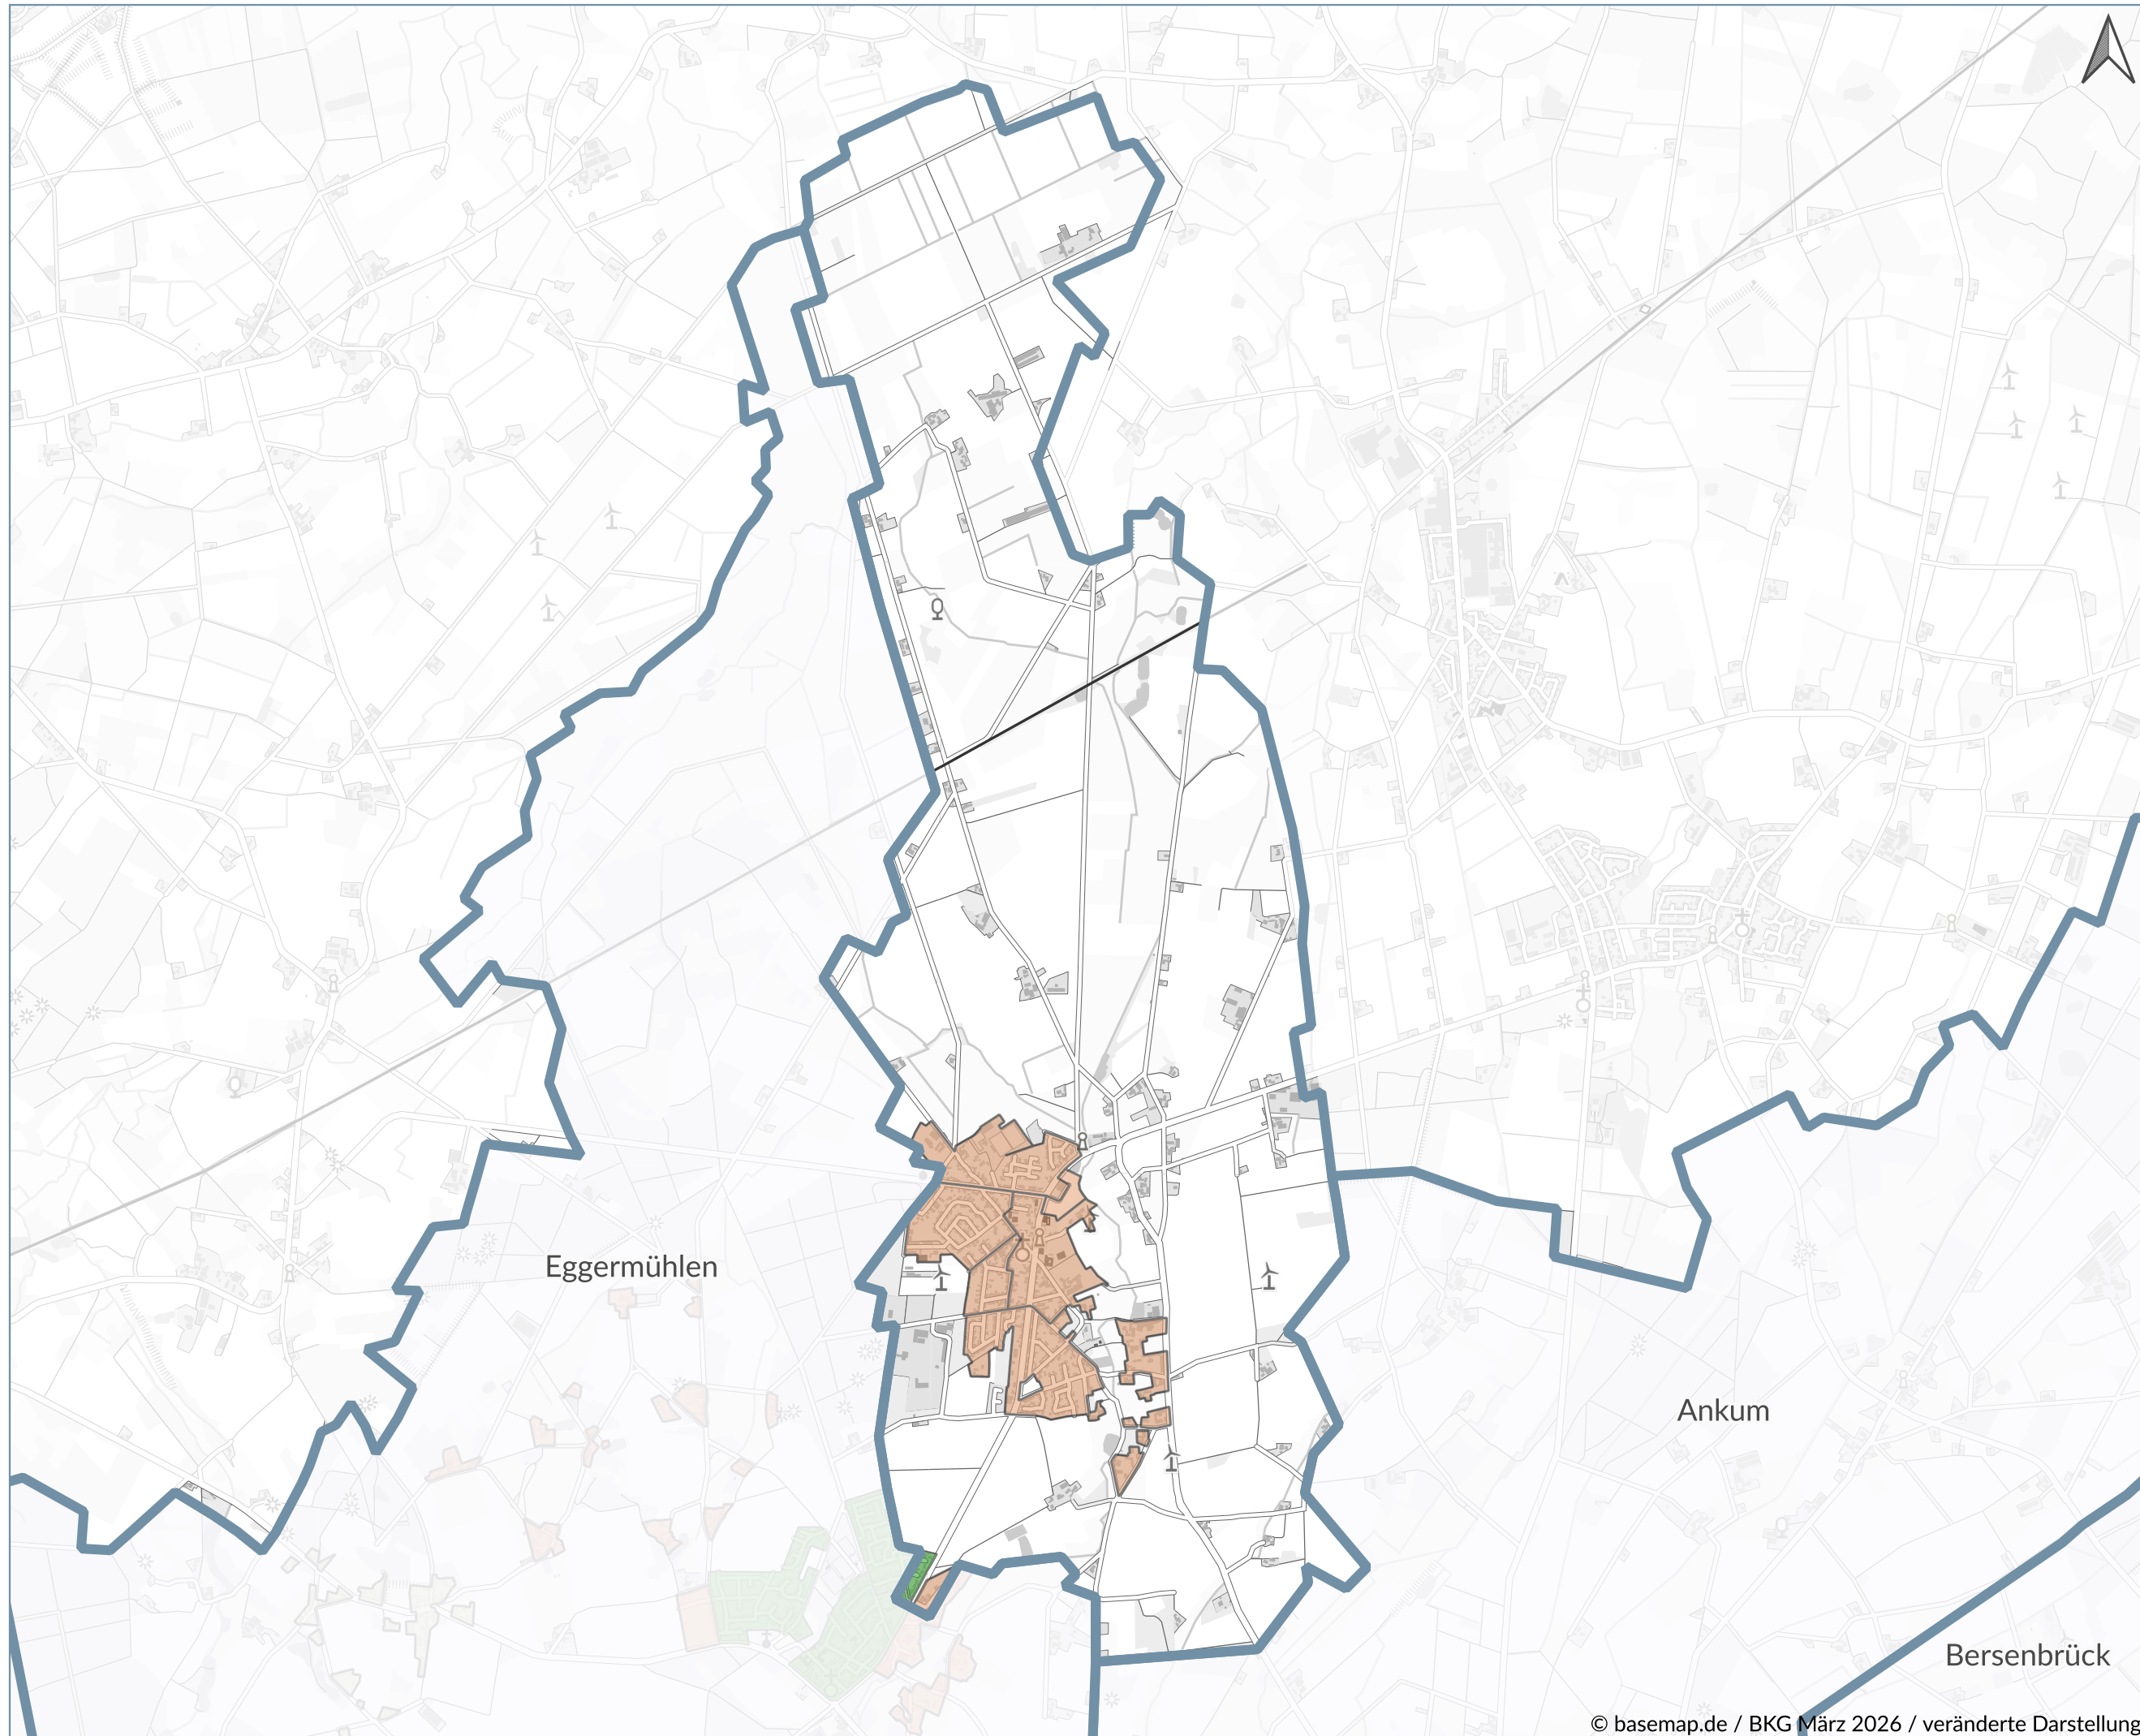 Eggermühlen
Ankum
Bersenbrück
© basemap.de / BKG März 2026 / veränderte Darstellung